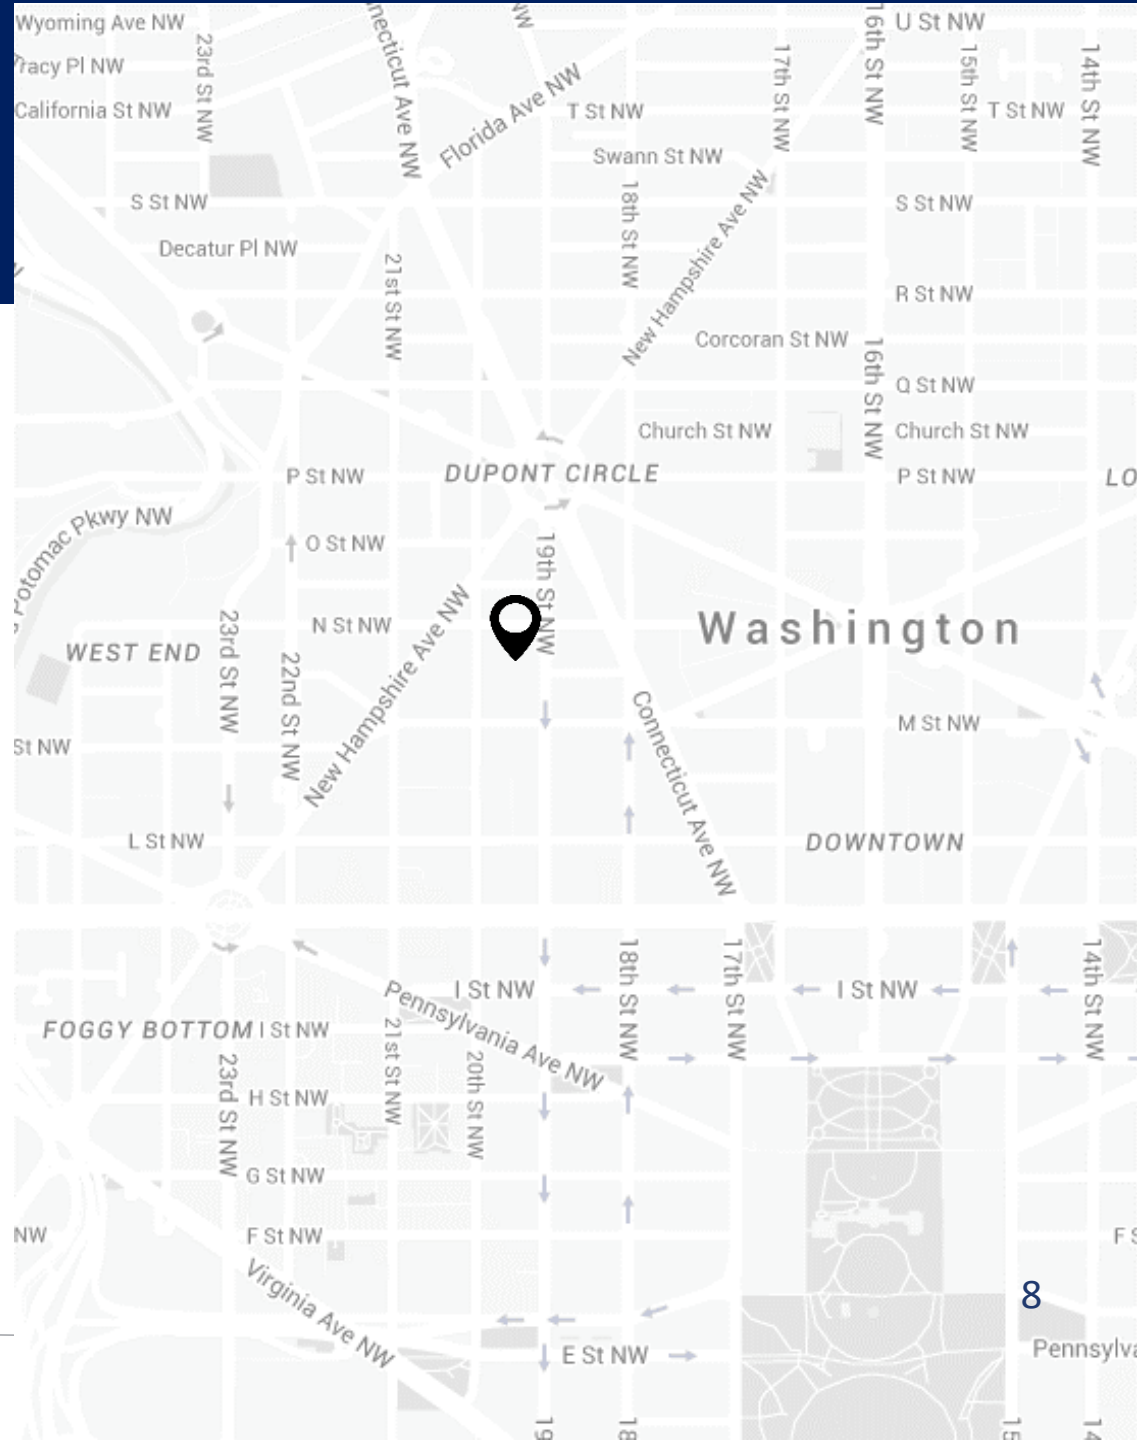 Wyoming Ave NW
U St NW
NW
16th St NW
23rd St NW
Connecticut Ave NW
17th St NW
15th St NW
14th St NW
Tracy Pl NW
California St NW
Florida Ave NW
T St NW
T St NW
Swann St NW
S St NW
18th St NW
New Hampshire Ave NW
S St NW
Decatur Pl NW
21st St NW
R St NW
Corcoran St NW
16th St NW
Q St NW
Church St NW
Church St NW
P St NW
DUPONT CIRCLE
P St NW
LO
Potomac Pkwy NW
O St NW
19th St NW
N St NW
New Hampshire Ave NW
Washington
WEST END
23rd St NW
22nd St NW
Connecticut Ave NW
M St NW
St NW
L St NW
DOWNTOWN
18th St NW
17th St NW
14th St NW
I St NW
I St NW
Pennsylvania Ave NW
FOGGY BOTTOM
I St NW
21st St NW
20th St NW
23rd St NW
H St NW
G St NW
NW
F St NW
F S
Virginia Ave NW
8
E St NW
Pennsylva
19
18
15
14